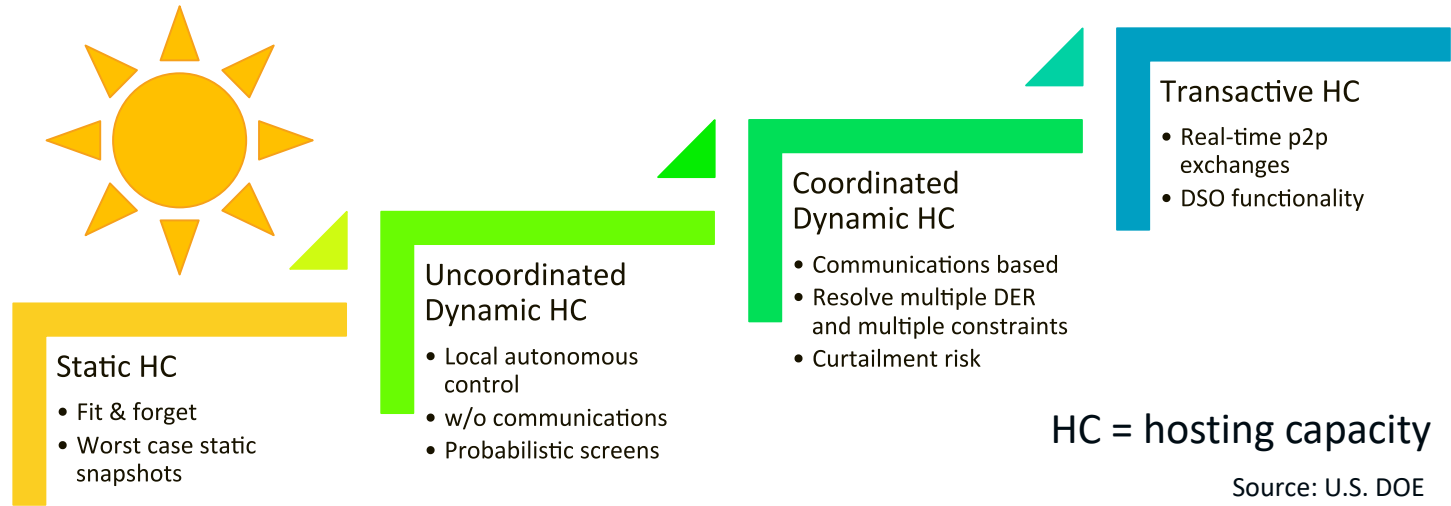 Static HC
• Fit & forget
• Worst case static
snapshots
Uncoordinated
Dynamic HC
• Local autonomous
control
• w/o communications
• Probabilistic screens
Coordinated
Dynamic HC
• Communications based
• Resolve multiple DER
and multiple constraints
• Curtailment risk
Transactive HC
• Real-time p2p
exchanges
• DSO functionality
HC = hosting capacity
Source: U.S. DOE